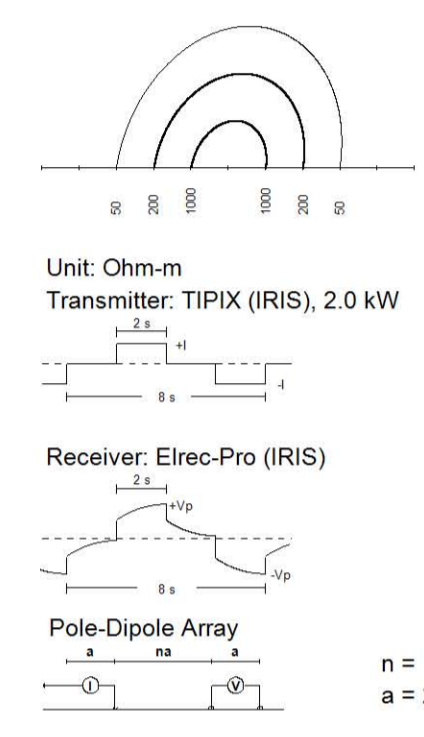 50 200 1000 1000 200 50
Unit: Ohm-m
Transmitter: TIPIX (IRIS), 2.0 kW
2 s
+I
-I
8 s
Receiver: Elrec-Pro (IRIS)
2 s
+Vp
-Vp
8 s
Pole-Dipole Array
a na a
I V
n =
a =